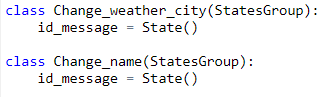 class Change_weather_city(StatesGroup):
    id_message = State()
class Change_name(StatesGroup):
    id_message = State()